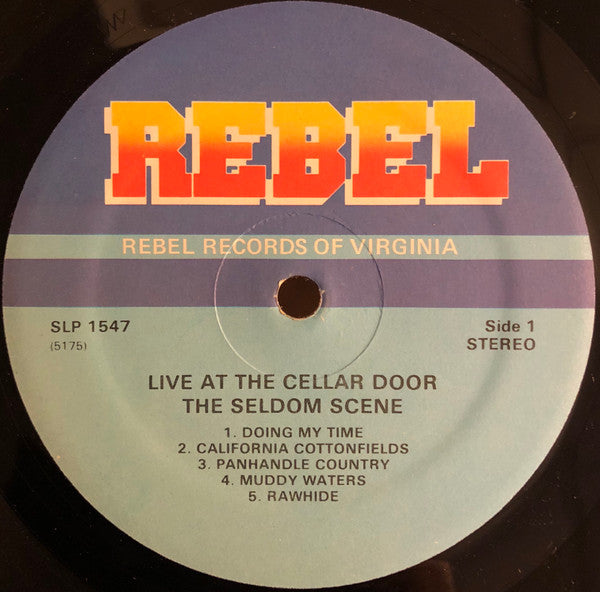 REBEL
REBEL RECORDS OF VIRGINIA
SLP 1547
(5175)
Side 1
STEREO
LIVE AT THE CELLAR DOOR
THE SELDOM SCENE
1. DOING MY TIME
2. CALIFORNIA COTTONFIELDS
3. PANHANDLE COUNTRY
4. MUDDY WATERS
5. RAWHIDE